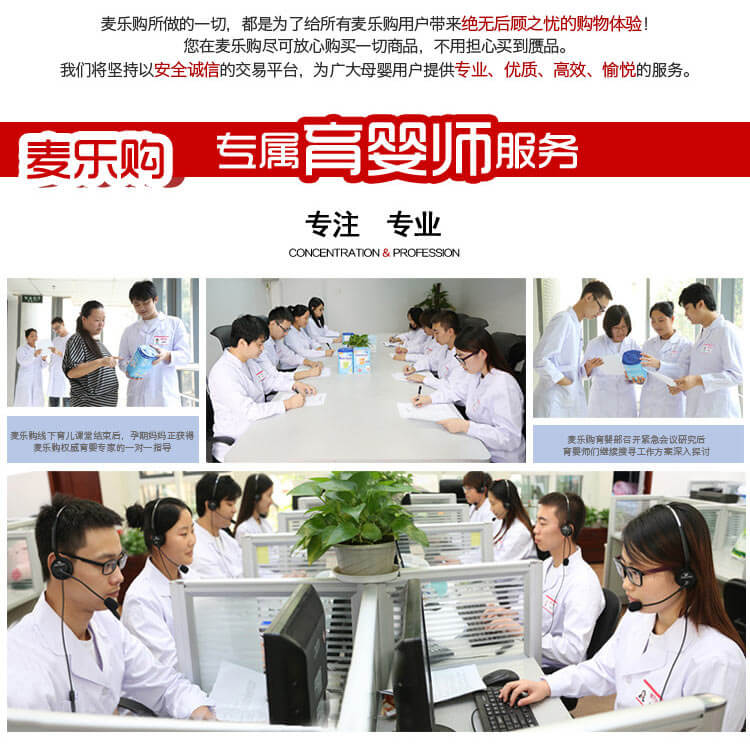 麦乐购所做的一切，都是为了给所有麦乐购用户带来绝无后顾之忧的购物体验！
您在麦乐购尽可放心购买一切商品，不用担心买到赝品。
我们将坚持以安全诚信的交易平台，为广大母婴用户提供专业、优质、高效、愉悦的服务。
麦乐购 专属育婴师服务
专注 专业
CONCENTRATION & PROFESSION
麦乐购线下育儿课堂结束后，孕期妈妈正获得
麦乐购权威育婴专家的一对一指导
麦乐购育婴部召开紧急会议研究后
育婴师们继续搜寻工作方案深入探讨